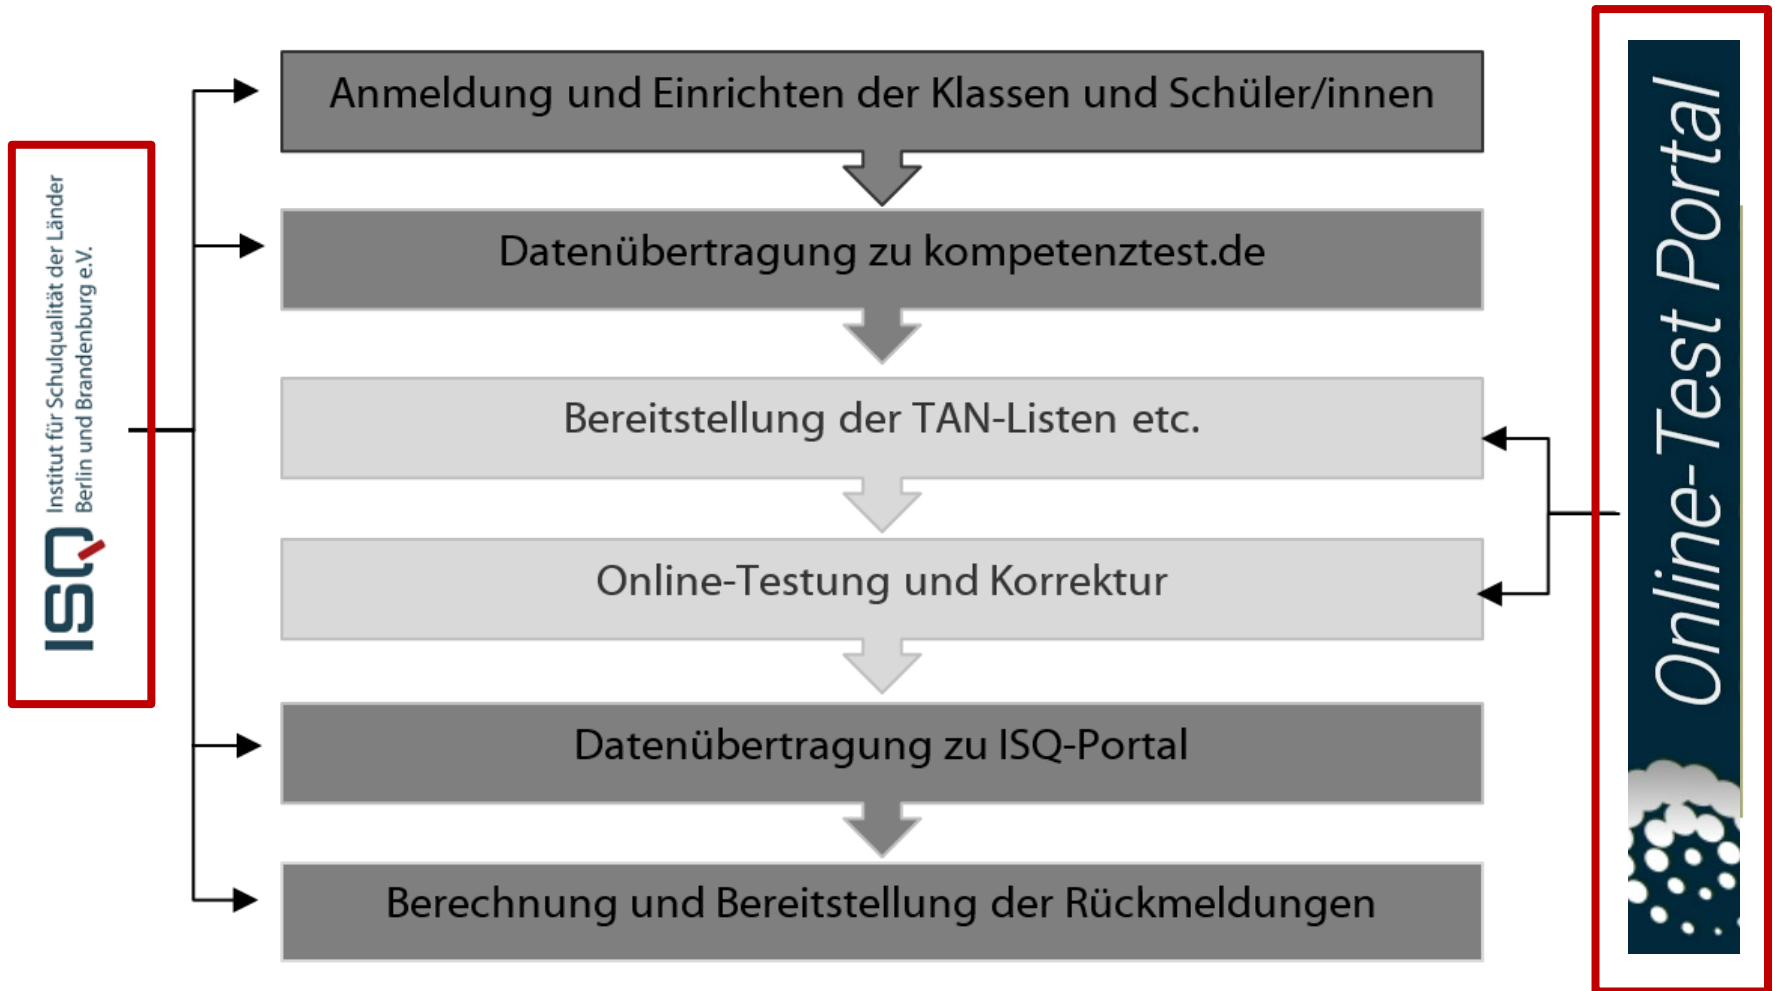 Anmeldung und Einrichten der Klassen und Schüler/innen
Datenübertragung zu kompetenztest.de
Bereitstellung der TAN-Listen etc.
Online-Testung und Korrektur
Datenübertragung zu ISQ-Portal
Berechnung und Bereitstellung der Rückmeldungen
ISQ
Institut für Schulqualität der Länder
Berlin und Brandenburg e.V.
Online-Test Portal